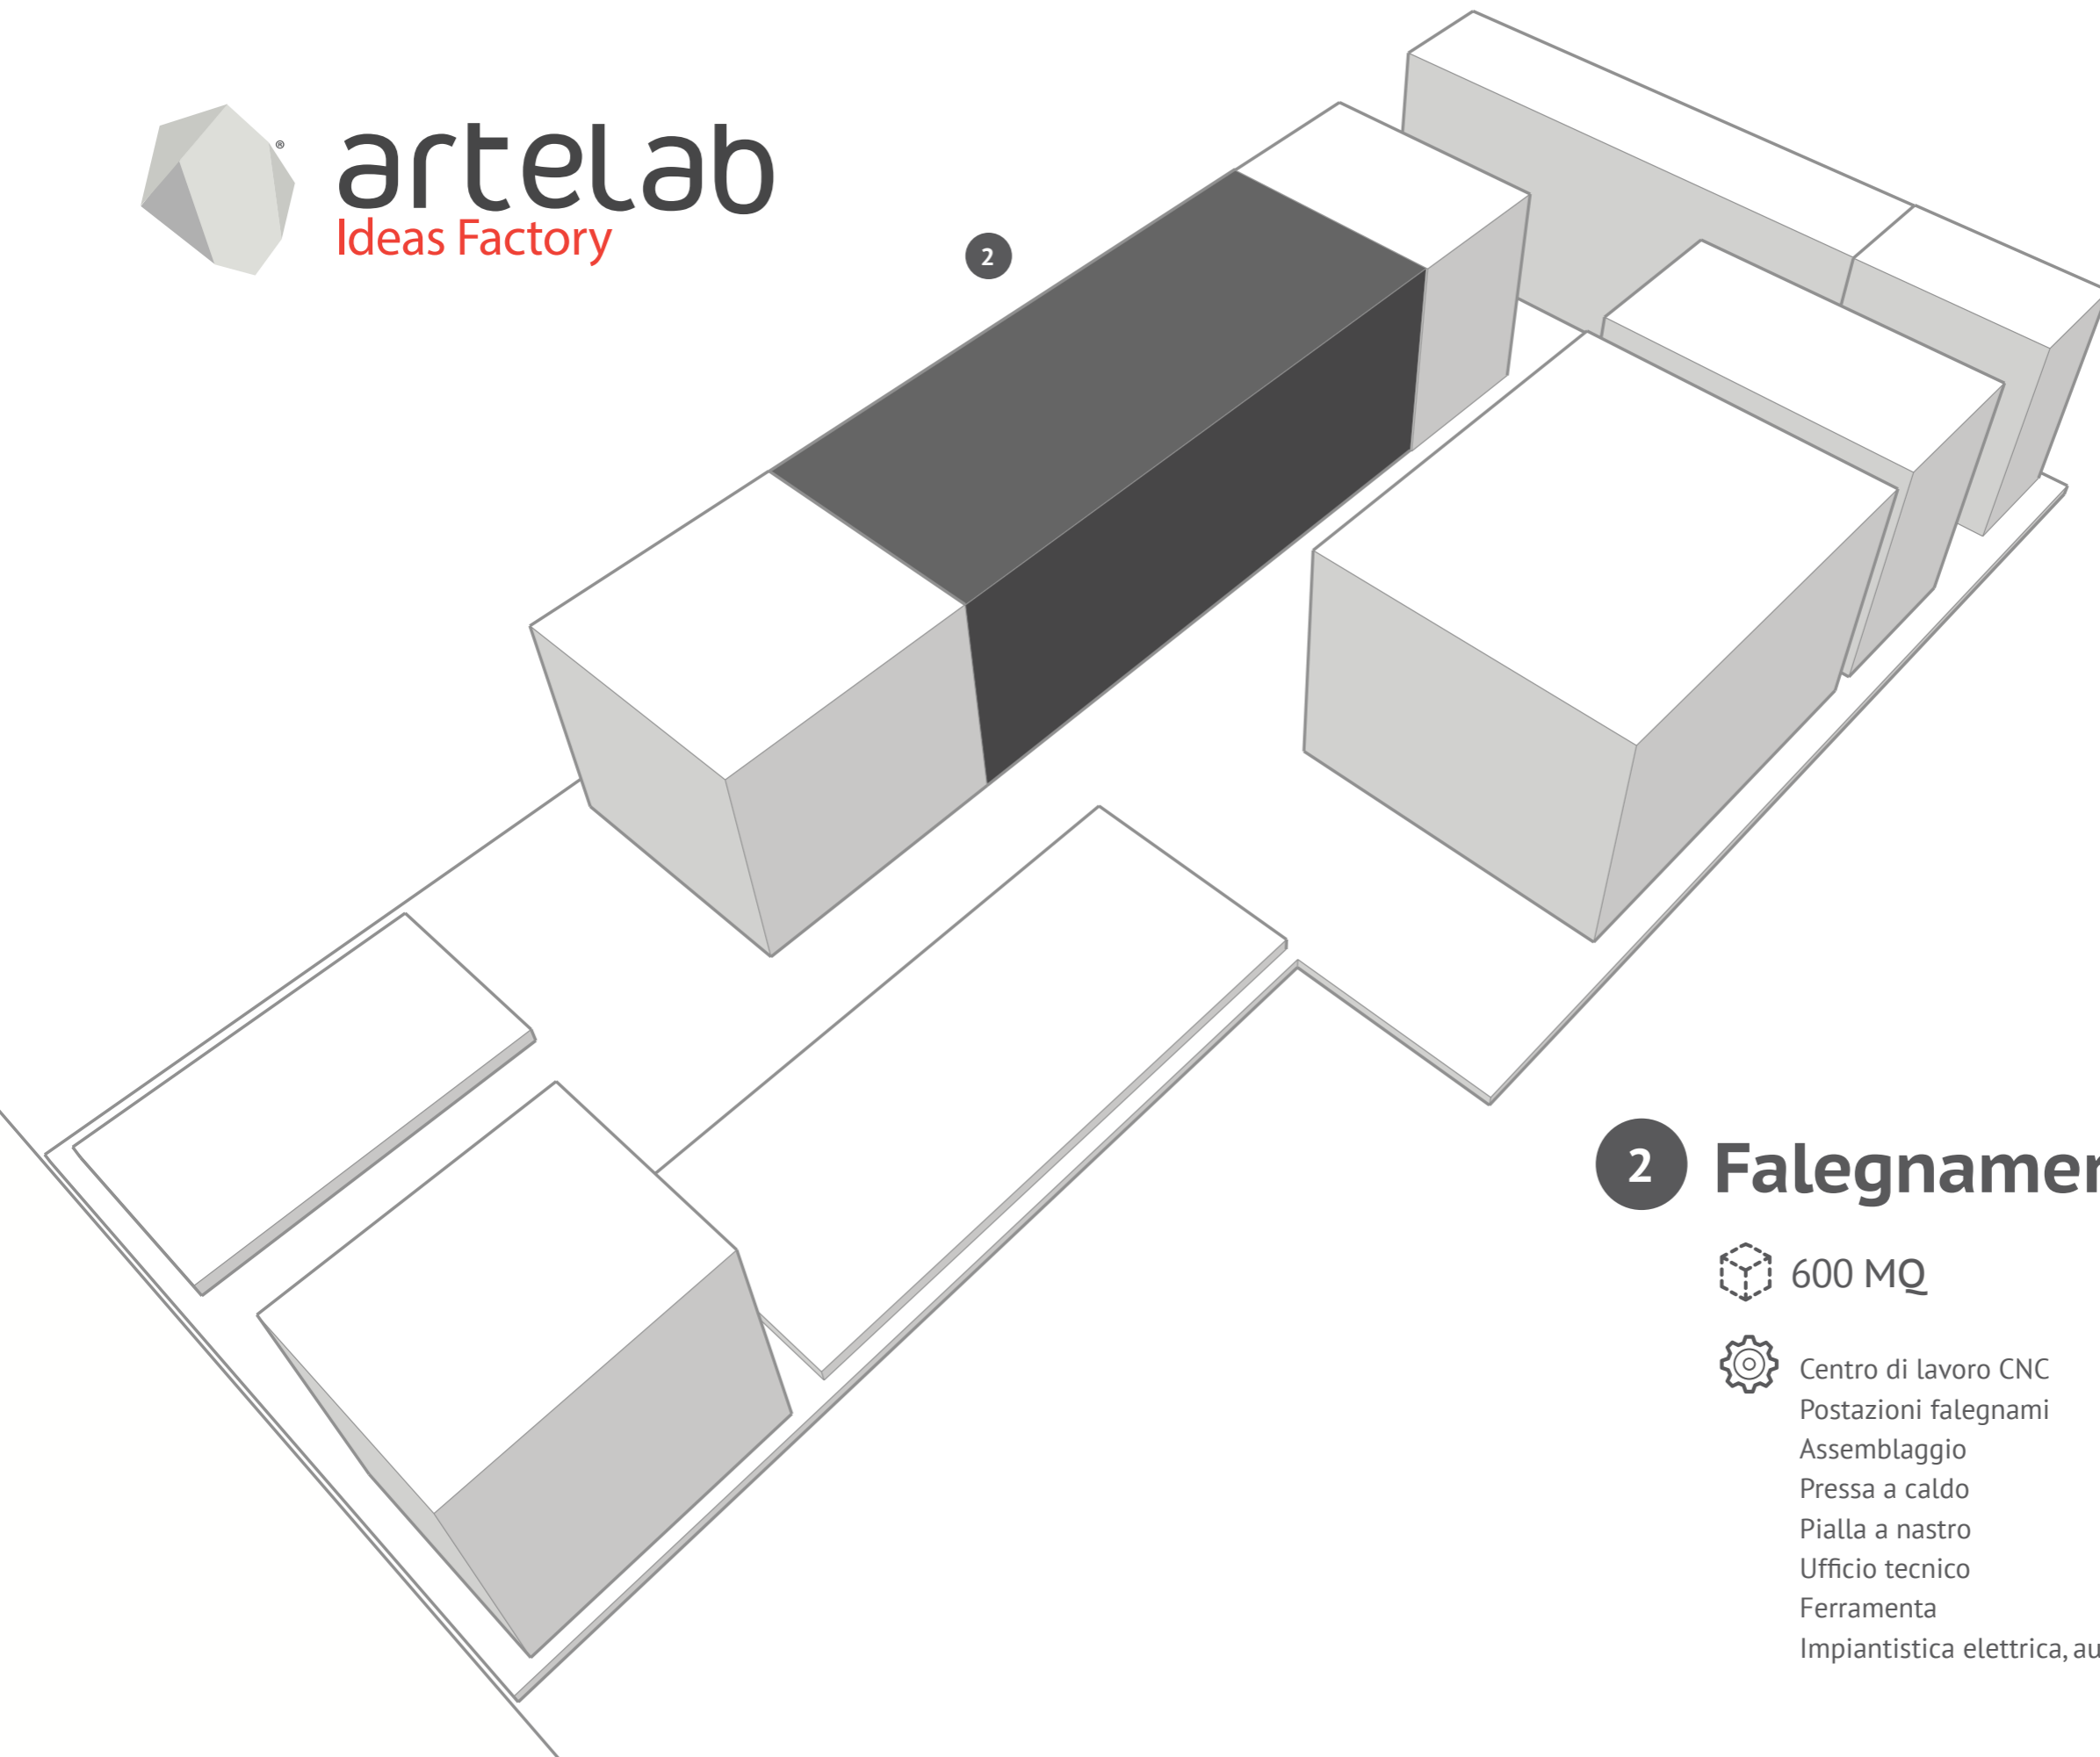 artelab
®
Ideas Factory
2
2
600 MQ
Centro di lavoro CNC
Postazioni falegnami
Assemblaggio
Pressa a caldo
Pialla a nastro
Ufficio tecnico
Ferramenta
Impiantistica elettrica,